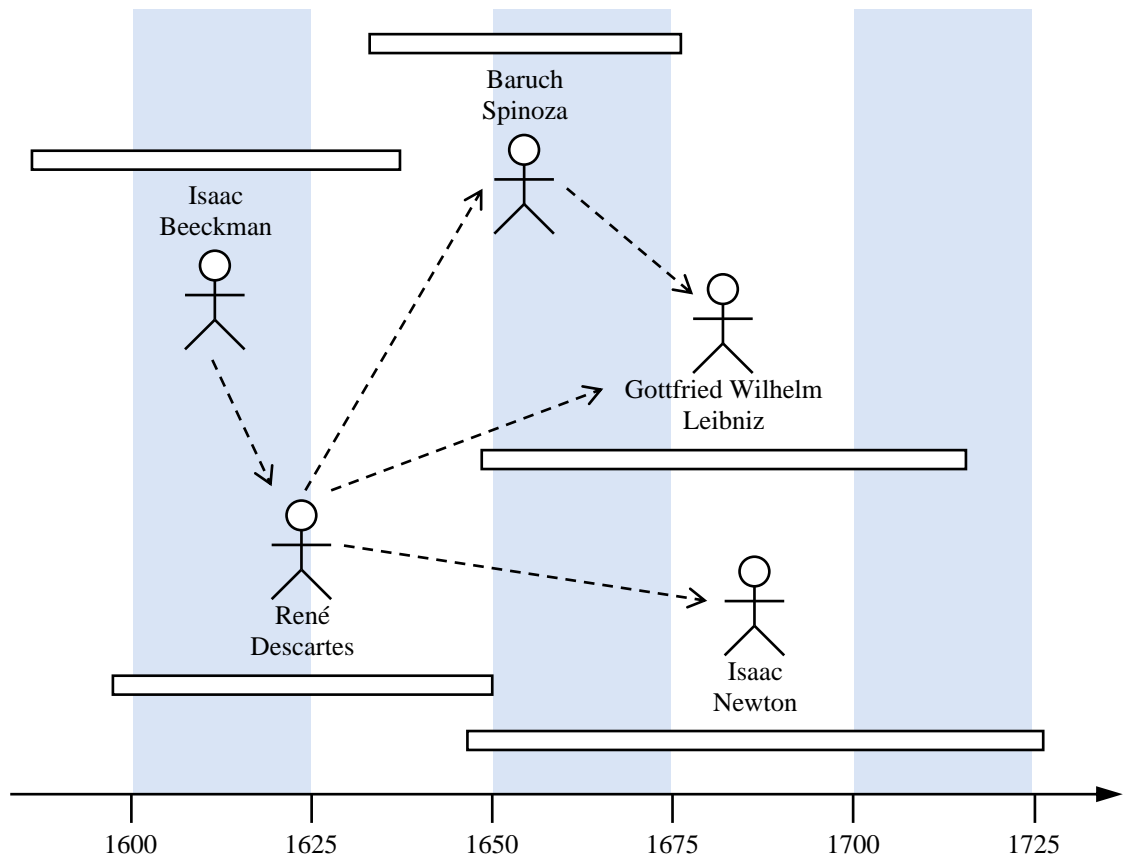 Baruch
Spinoza
Isaac
Beeckman
Gottfried Wilhelm
Leibniz
René
Descartes
Isaac
Newton
1600
1625
1650
1675
1700
1725